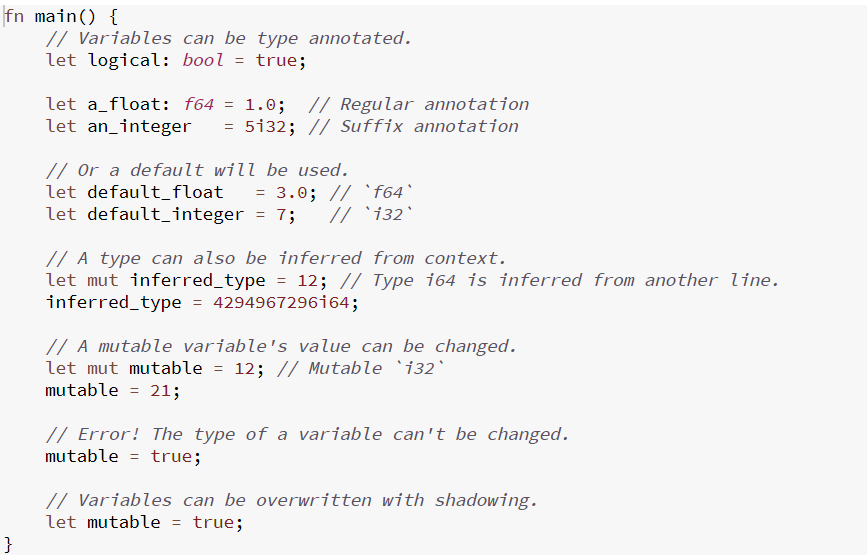 fn main() {
    // Variables can be type annotated.
    let logical: bool = true;

    let a_float: f64 = 1.0;  // Regular annotation
    let an_integer   = 5i32; // Suffix annotation

    // Or a default will be used.
    let default_float   = 3.0; // `f64`
    let default_integer = 7;   // `i32`

    // A type can also be inferred from context.
    let mut inferred_type = 12; // Type i64 is inferred from another line.
    inferred_type = 4294967296i64;

    // A mutable variable's value can be changed.
    let mut mutable = 12; // Mutable `i32`
    mutable = 21;

    // Error! The type of a variable can't be changed.
    mutable = true;

    // Variables can be overwritten with shadowing.
    let mutable = true;
}